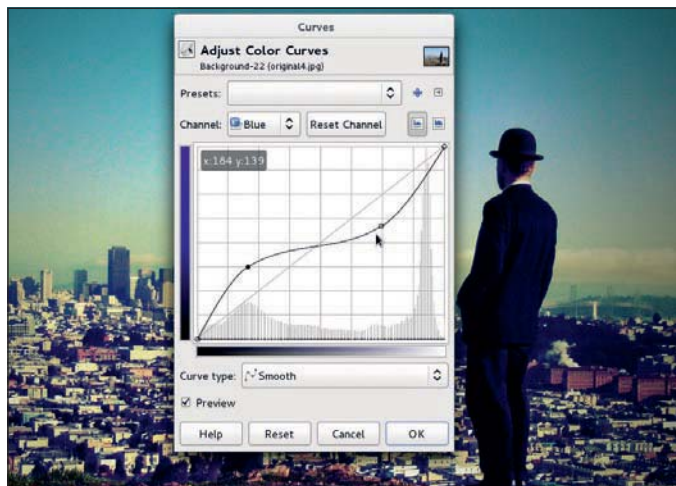 Curves
Adjust Color Curves
Background-22 (original4.jpg)
Presets:
Channel: Blue Reset Channel
x:184 y:139
Curve type: Smooth
Preview
Help Reset Cancel OK